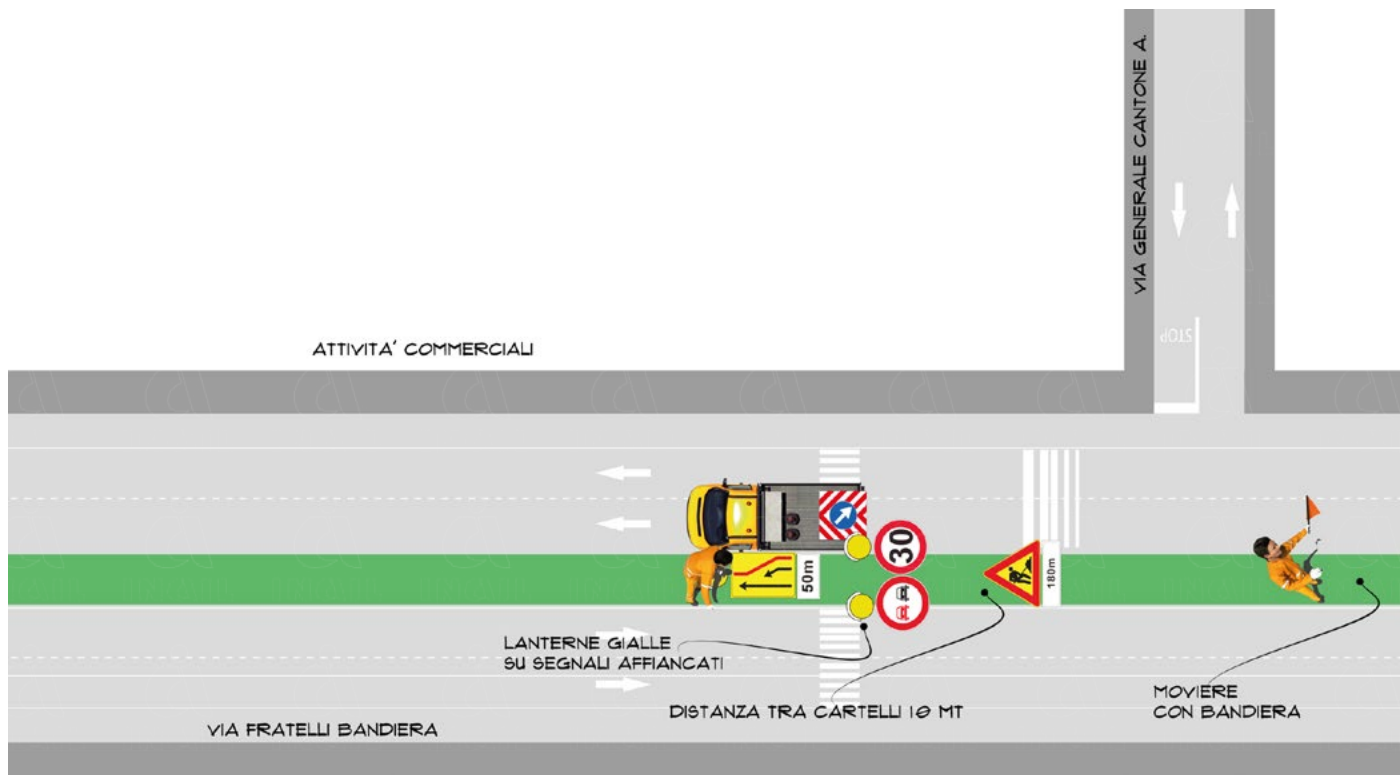 VIA GENERALE CANTONE A.
STOP
ATTIVITA' COMMERCIALI
30
50m
180m
LANTERNE GIALLE
SU SEGNALI AFFIANCATI
DISTANZA TRA CARTELLI 10 MT
MOVIERE
CON BANDIERA
VIA FRATELLI BANDIERA